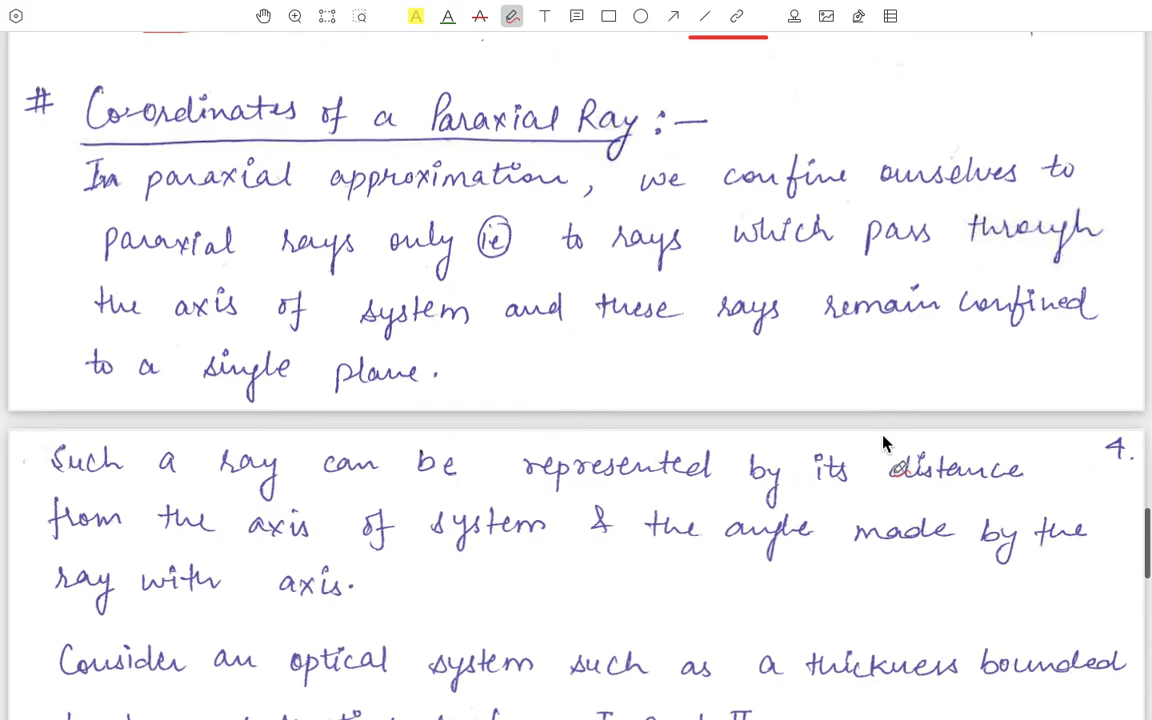 # Co-ordinates of a Paraxial Ray :—
In paraxial approximation, we confine ourselves to
paraxial rays only (ie) to rays which pass through
the axis of system and these rays remain confined
to a single plane.
4.
Such a ray can be represented by its distance
from the axis of system & the angle made by the
ray with axis.
Consider an optical system such as a thickness bounded
I and II